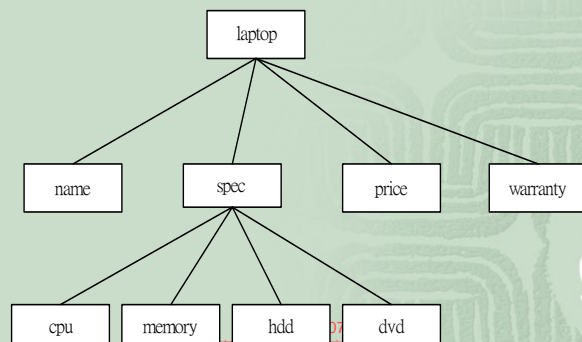 laptop
name
spec
price
warranty
cpu
memory
hdd
dvd